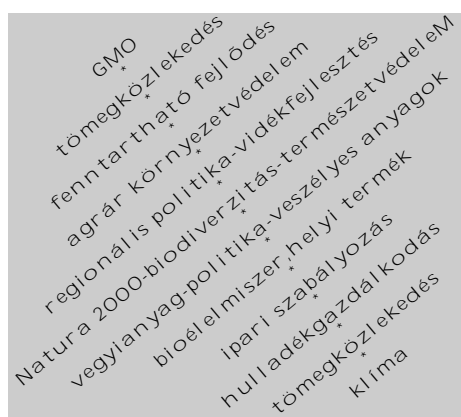 GMO
tömegközlekedés
fenntartható fejlődés
agrár környezetvédelem
regionális politika-vidékfejlesztés
Natura 2000-biodiverzitás-természetvédeleM
vegyianyag-politika-veszélyes anyagok
bioélelmiszer,helyi termék
ipari szabályozás
hulladékgazdálkodás
tömegközlekedés
klíma